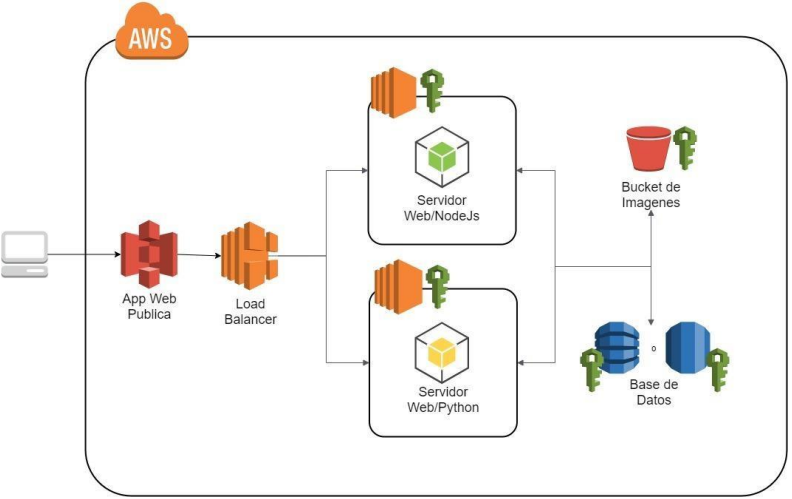 AWS
Servidor
Web/NodeJs
Bucket de
Imagenes
App Web
Publica
Load
Balancer
Servidor
Web/Python
o
Base de
Datos